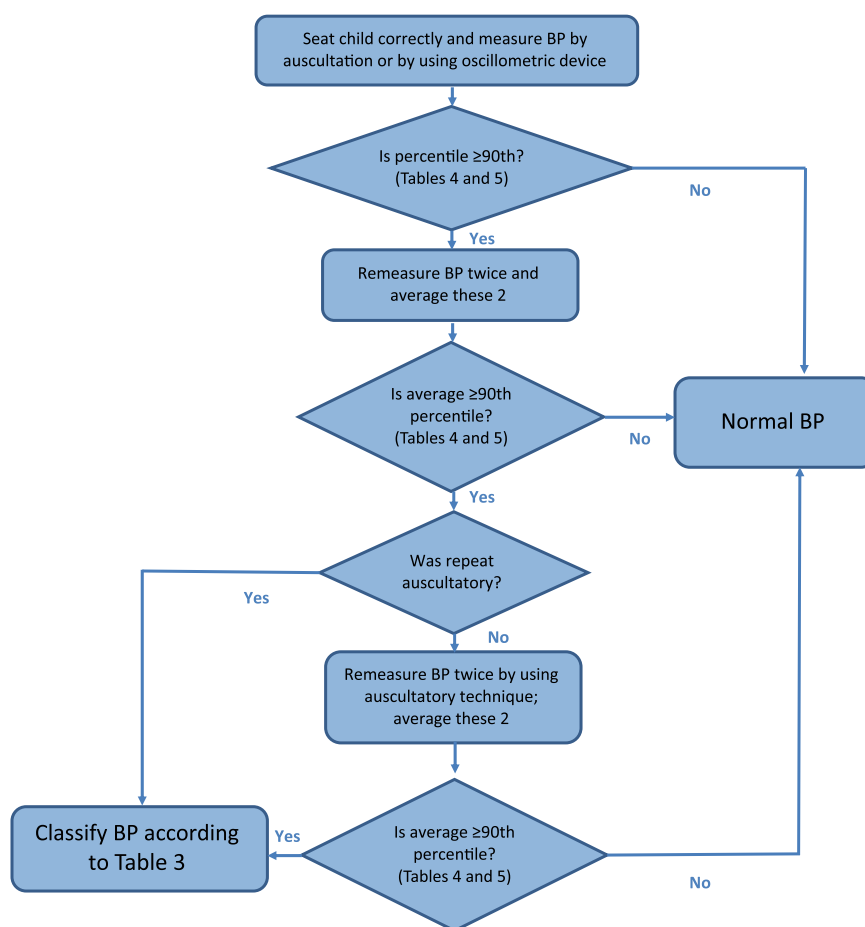 Seat child correctly and measure BP by
auscultation or by using oscillometric device
Is percentile ≥90th?
(Tables 4 and 5)
No
Yes
Remeasure BP twice and
average these 2
Is average ≥90th
percentile?
(Tables 4 and 5)
No
Normal BP
Yes
Was repeat
auscultatory?
Yes
No
Remeasure BP twice by using
auscultatory technique;
average these 2
Is average ≥90th
percentile?
(Tables 4 and 5)
Yes
No
Classify BP according
to Table 3